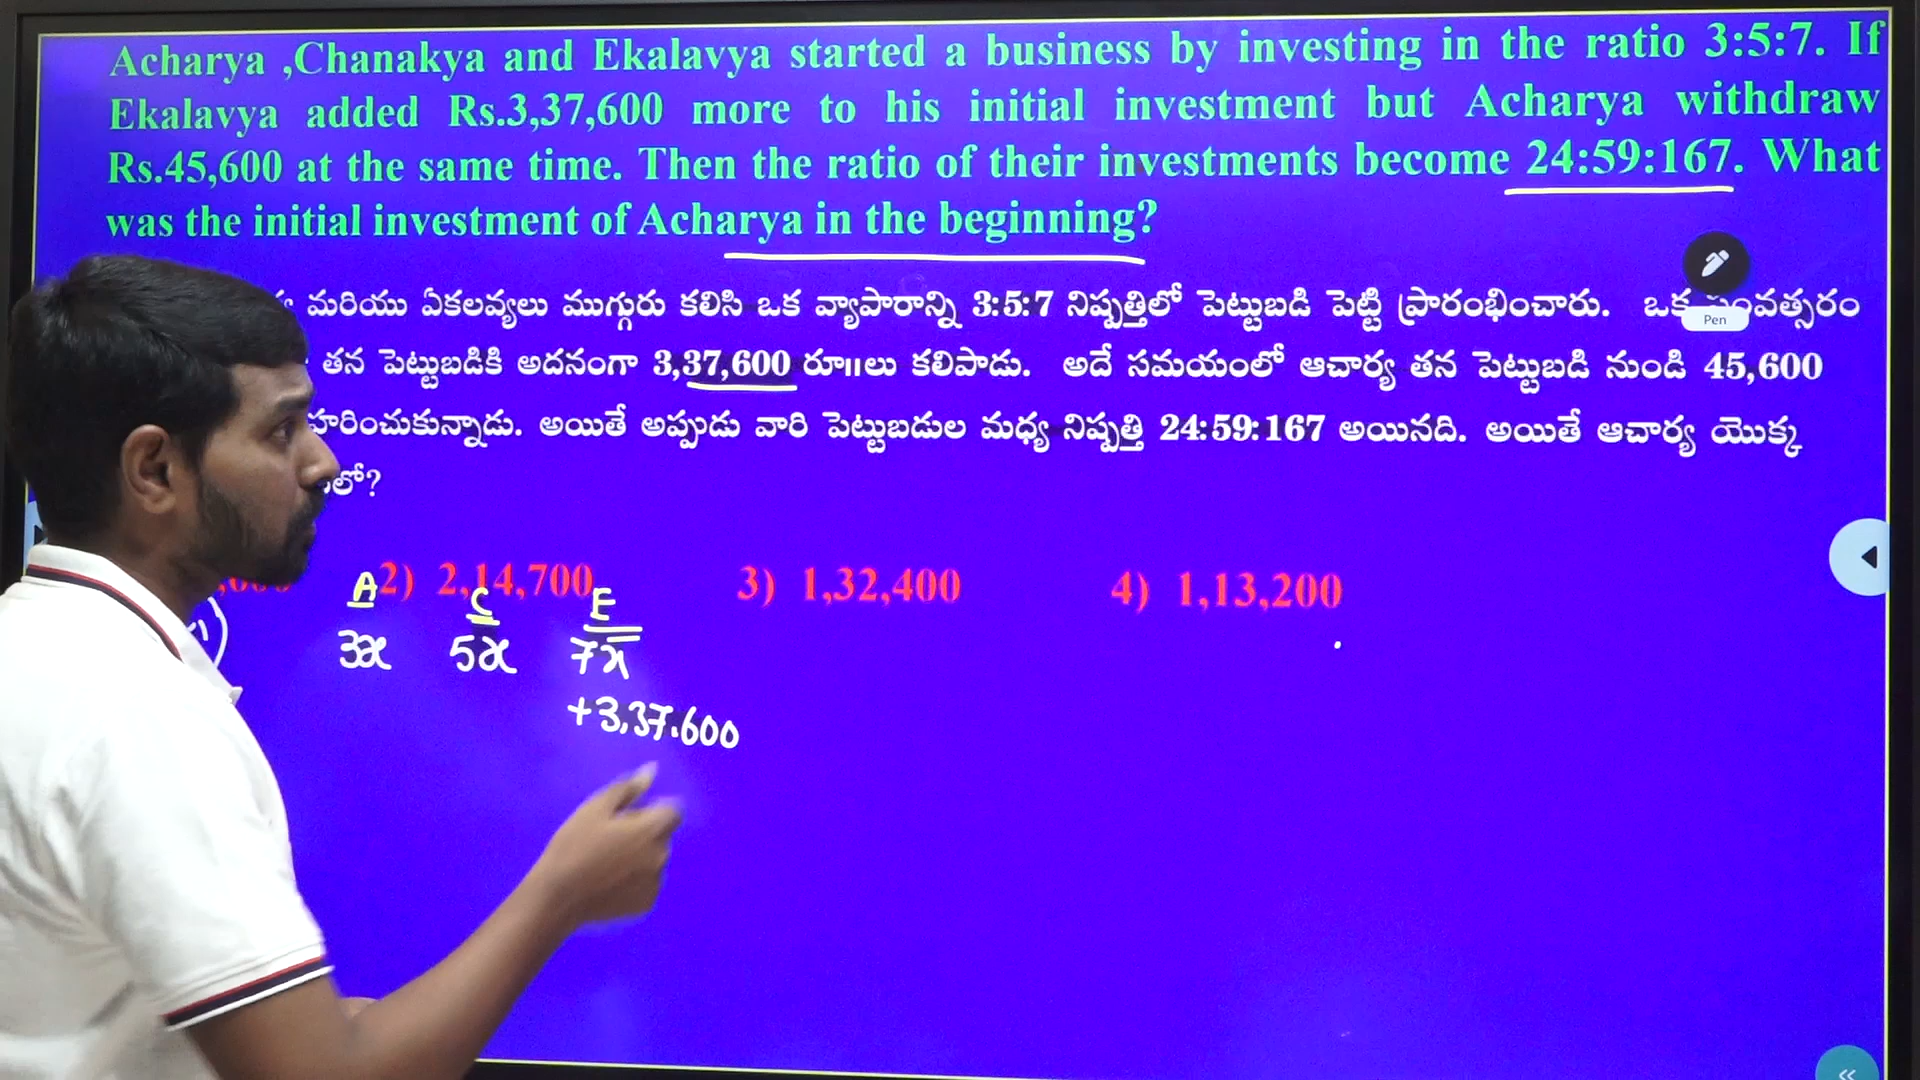 Acharya ,Chanakya and Ekalavya started a business by investing in the ratio 3:5:7. If
Ekalavya added Rs.3,37,600 more to his initial investment but Acharya withdraw
Rs.45,600 at the same time. Then the ratio of their investments become 24:59:167. What
was the initial investment of Acharya in the beginning?
మరియు ఏకలవ్యలు ముగ్గురు కలిసి ఒక వ్యాపారాన్ని 3:5:7 నిష్పత్తిలో పెట్టుబడి పెట్టి ప్రారంభించారు. ఒక
Pen
తన పెట్టుబడికి అదనంగా 3,37,600 రూ॥లు కలిపాడు. అదే సమయంలో ఆచార్య తన పెట్టుబడి నుండి 45,600
అయితే అప్పుడు వారి పెట్టుబడుల మధ్య నిష్పత్తి 24:59:167 అయినది. అయితే ఆచార్య యొక్క
2) 2,14,700 3) 1,32,400 4) 1,13,200
A C E
3x 5x 7x
+3,37,600